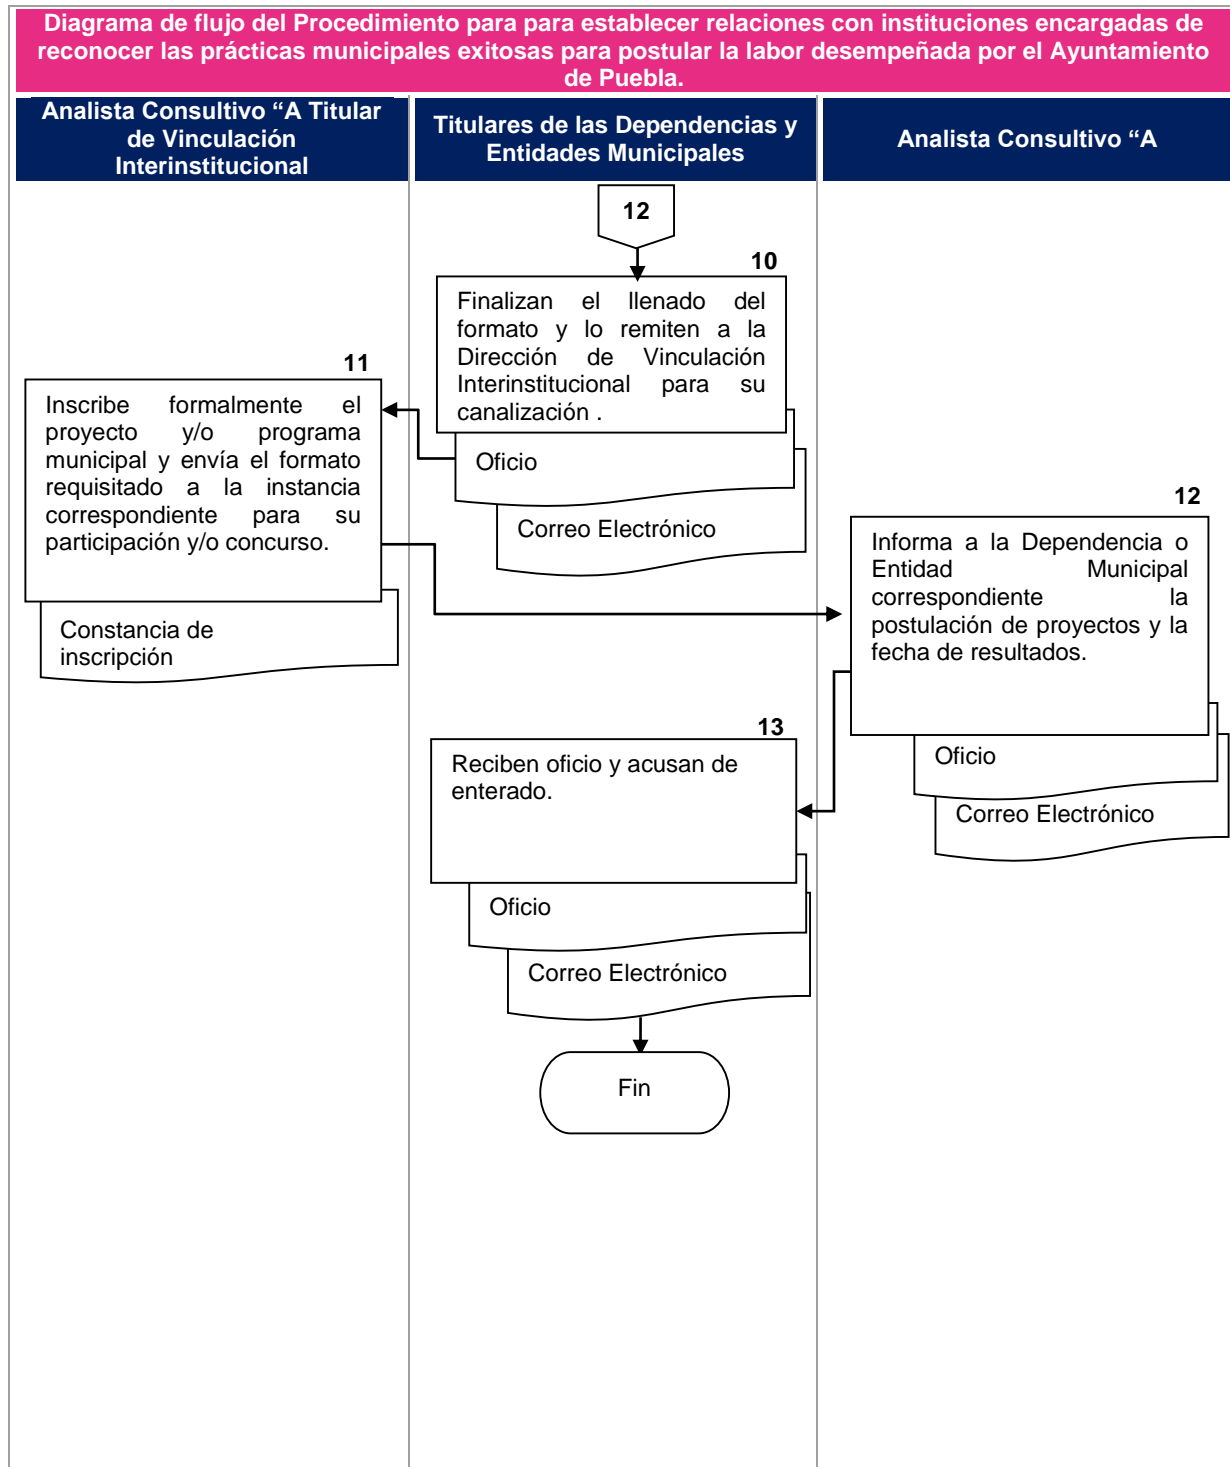 Diagrama de flujo del Procedimiento para para establecer relaciones con instituciones encargadas de
reconocer las prácticas municipales exitosas para postular la labor desempeñada por el Ayuntamiento
de Puebla.
Analista Consultivo “A Titular
de Vinculación
Interinstitucional
Titulares de las Dependencias y
Entidades Municipales
Analista Consultivo “A
12
10
Finalizan el llenado del
formato y lo remiten a la
Dirección de Vinculación
Interinstitucional para su
canalización .
Oficio
Correo Electrónico
11
Inscribe formalmente el
proyecto y/o programa
municipal y envía el formato
requisitado a la instancia
correspondiente para su
participación y/o concurso.
Constancia de
inscripción
12
Informa a la Dependencia o
Entidad Municipal
correspondiente la
postulación de proyectos y la
fecha de resultados.
Oficio
Correo Electrónico
13
Reciben oficio y acusan de
enterado.
Oficio
Correo Electrónico
Fin